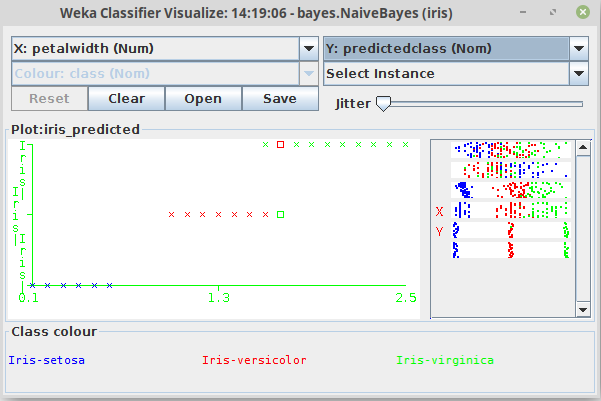 Weka Classifier Visualize: 14:19:06 - bayes.NaiveBayes (iris)
X: petalwidth (Num)
Y: predictedclass (Nom)
Colour: class (Nom)
Select Instance
Reset
Clear
Open
Save
Jitter
Plot:iris_predicted
Iris
Iris
Iris
0.1
1.3
2.5
X
Y
Class colour
Iris-setosa
Iris-versicolor
Iris-virginica